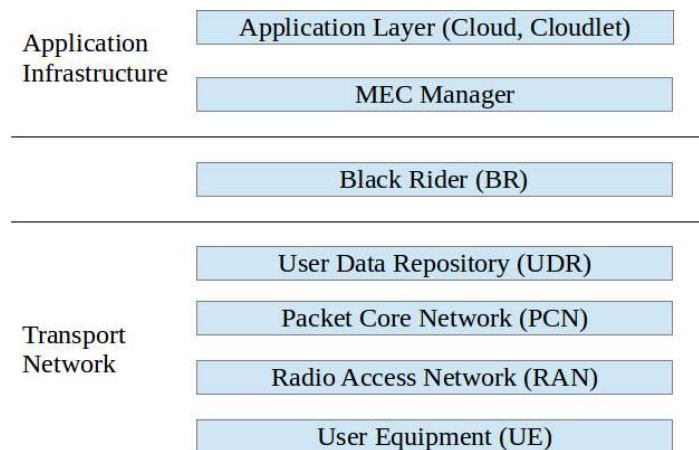 Application Layer (Cloud, Cloudlet)
Application
Infrastructure
MEC Manager
Black Rider (BR)
User Data Repository (UDR)
Packet Core Network (PCN)
Transport
Network
Radio Access Network (RAN)
User Equipment (UE)